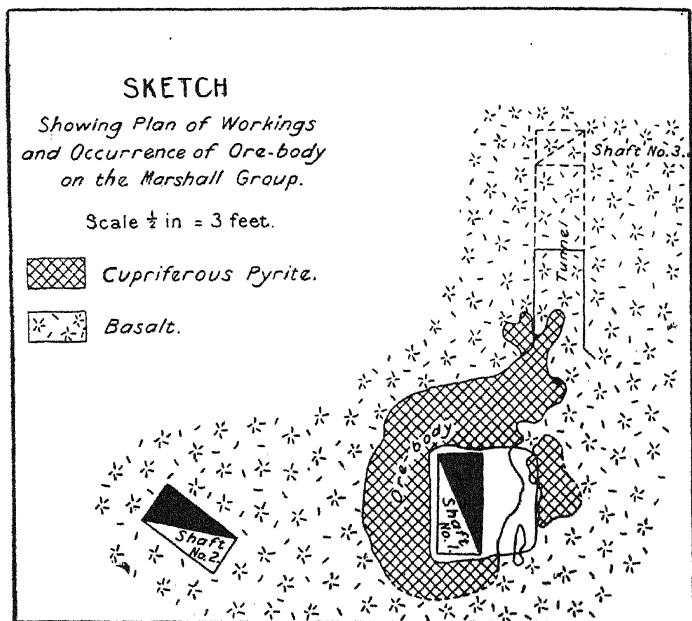 SKETCH
Showing Plan of Workings
and Occurrence of Ore-body
on the Marshall Group.
Scale ½ in = 3 feet.
Cupriferous Pyrite.
Basalt.
Shaft No.3.
Tunnel
Ore-body
Shaft
No.1.
Shaft
No.2.